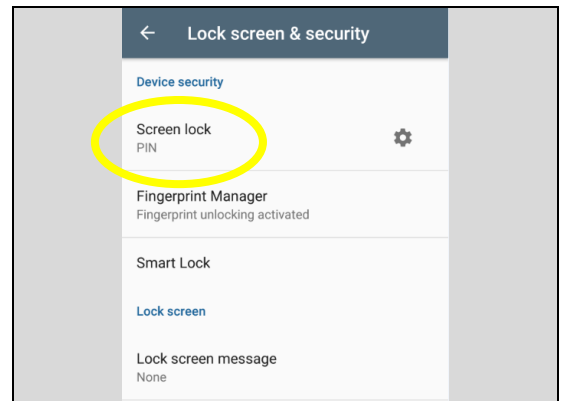 Lock screen & security
Device security
Screen lock
PIN
Fingerprint Manager
Fingerprint unlocking activated
Smart Lock
Lock screen
Lock screen message
None